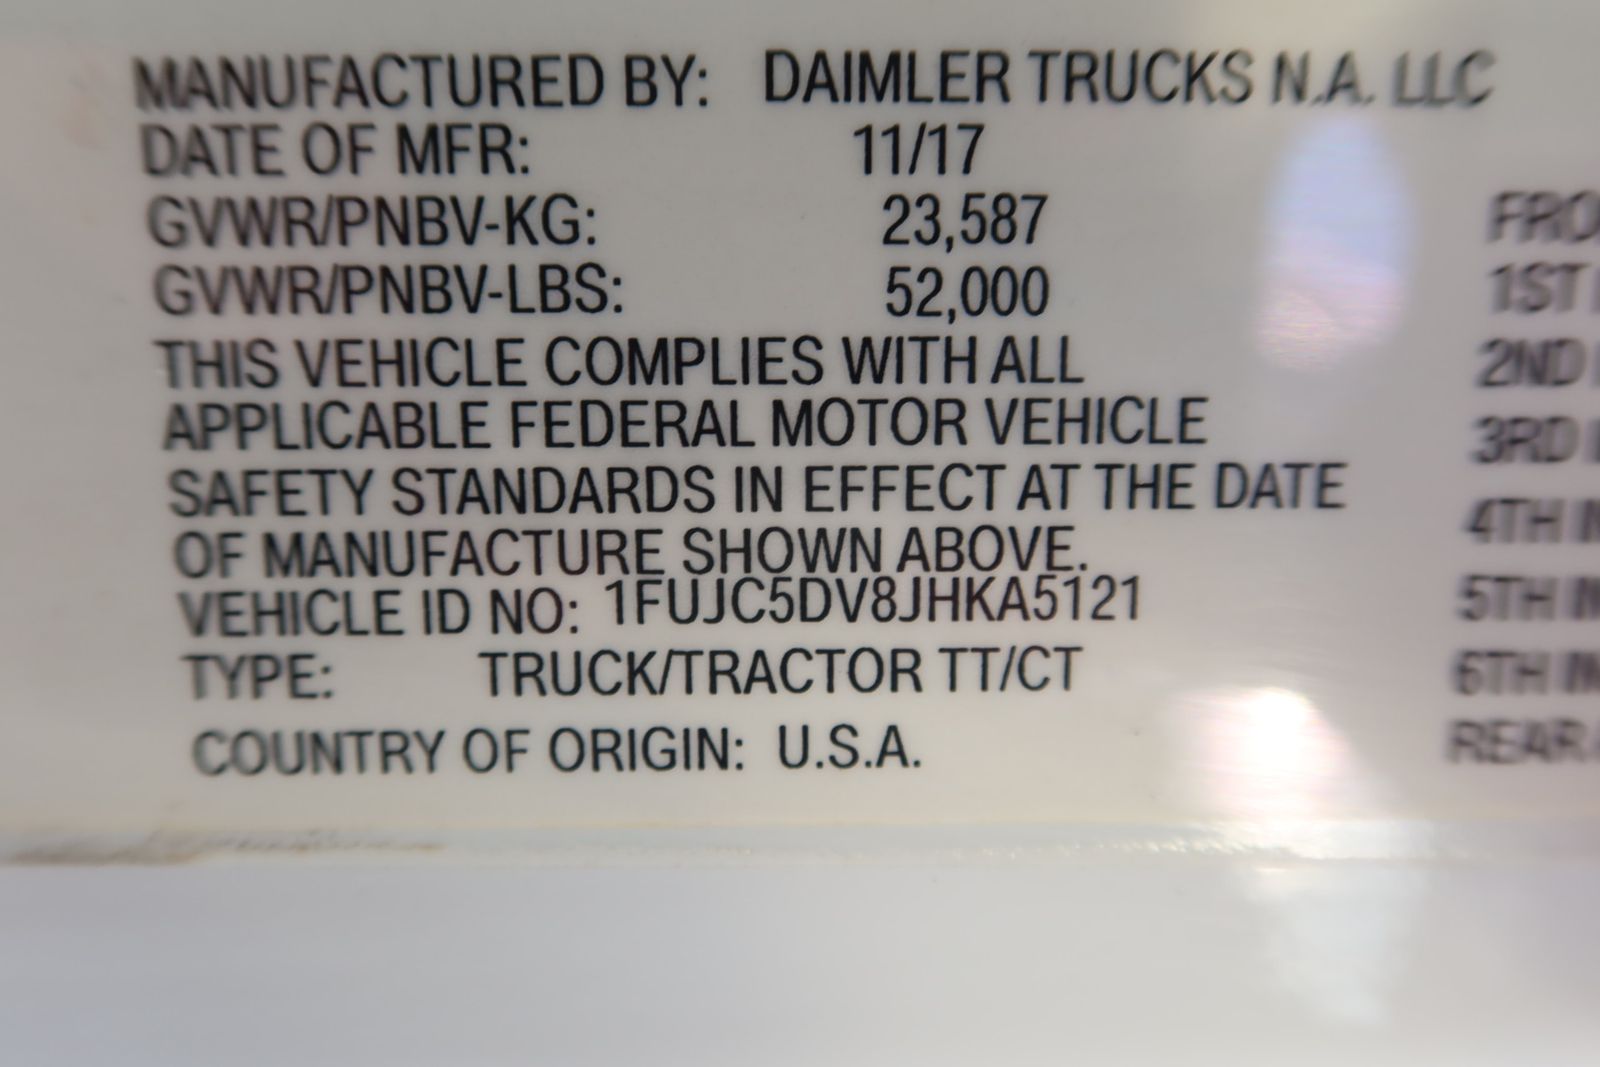 MANUFACTURED BY: DAIMLER TRUCKS N.A. LLC
DATE OF MFR: 11/17
GVWR/PNBV-KG: 23,587
GVWR/PNBV-LBS: 52,000
THIS VEHICLE COMPLIES WITH ALL
APPLICABLE FEDERAL MOTOR VEHICLE
SAFETY STANDARDS IN EFFECT AT THE DATE
OF MANUFACTURE SHOWN ABOVE.
VEHICLE ID NO: 1FUJC5DV8JHKA5121
TYPE: TRUCK/TRACTOR TT/CT
COUNTRY OF ORIGIN: U.S.A.
1ST
2ND
3RD
4TH
5TH
6TH
REAR